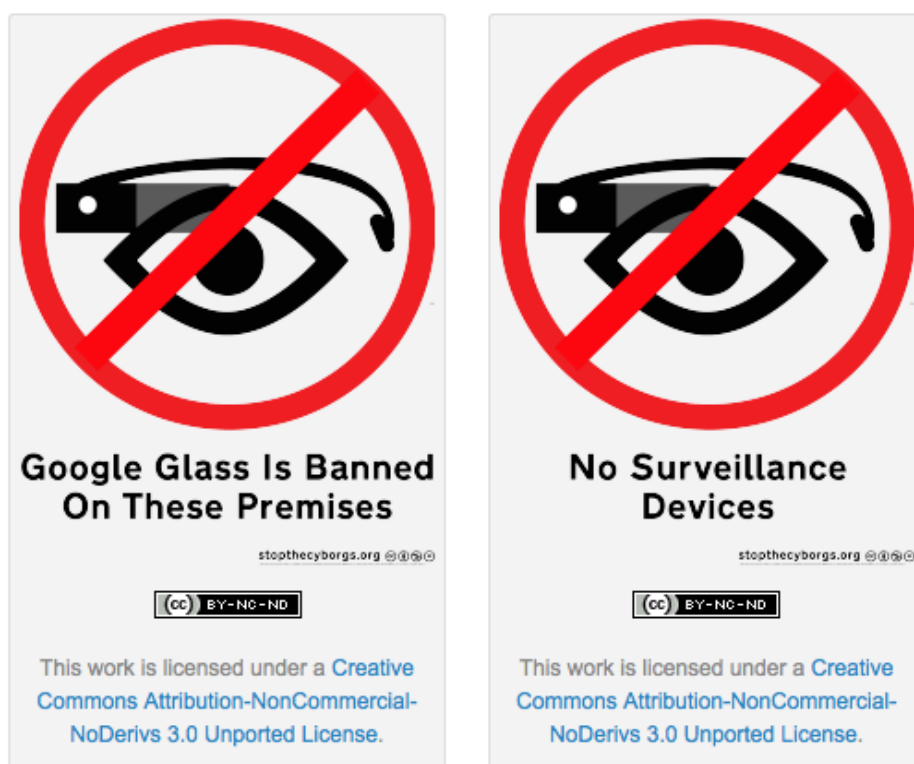 Google Glass Is Banned
On These Premises
stopthecyborgs.org
(cc) BY-NC-ND
This work is licensed under a Creative
Commons Attribution-NonCommercial-
NoDerivs 3.0 Unported License.
No Surveillance
Devices
stopthecyborgs.org
(cc) BY-NC-ND
This work is licensed under a Creative
Commons Attribution-NonCommercial-
NoDerivs 3.0 Unported License.